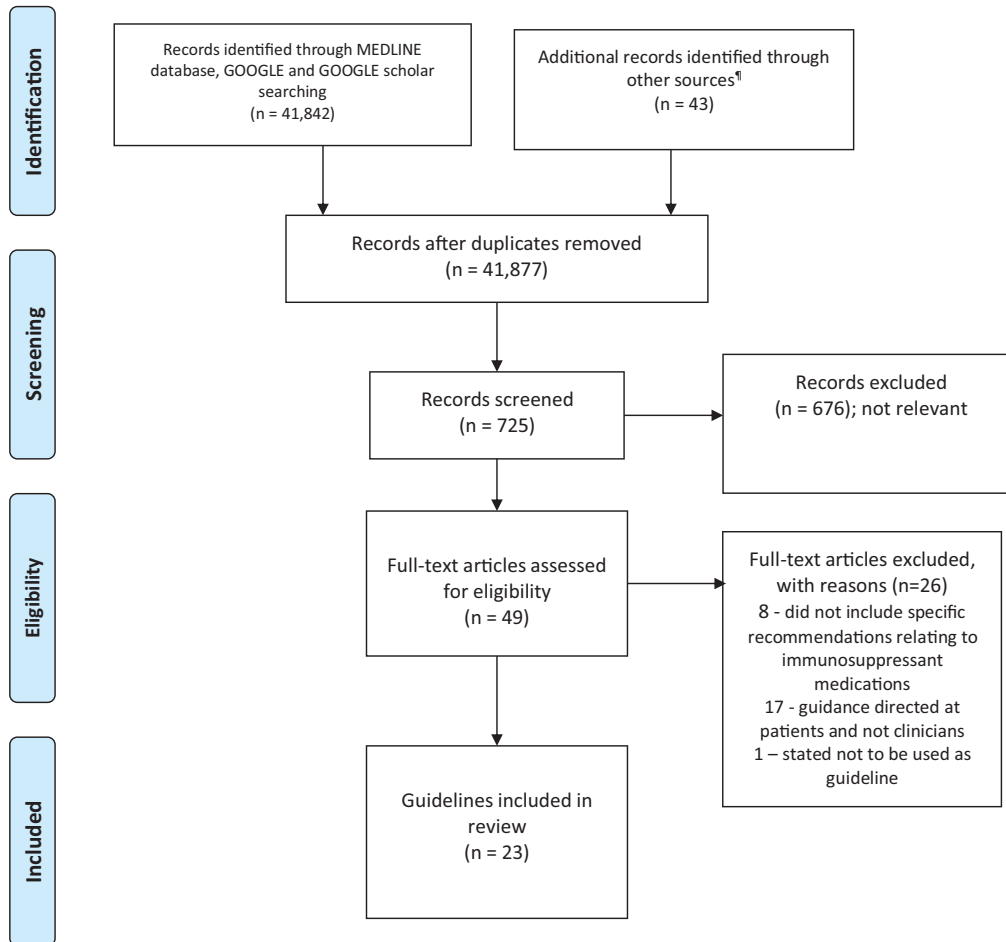 Identification
Records identified through MEDLINE
database, GOOGLE and GOOGLE scholar
searching
(n = 41,842)
Additional records identified through
other sources¶
(n = 43)
Records after duplicates removed
(n = 41,877)
Screening
Records screened
(n = 725)
Records excluded
(n = 676); not relevant
Eligibility
Full-text articles assessed
for eligibility
(n = 49)
Full-text articles excluded,
with reasons (n=26)
8 - did not include specific
recommendations relating to
immunosuppressant
medications
17 - guidance directed at
patients and not clinicians
1 – stated not to be used as
guideline
Included
Guidelines included in
review
(n = 23)